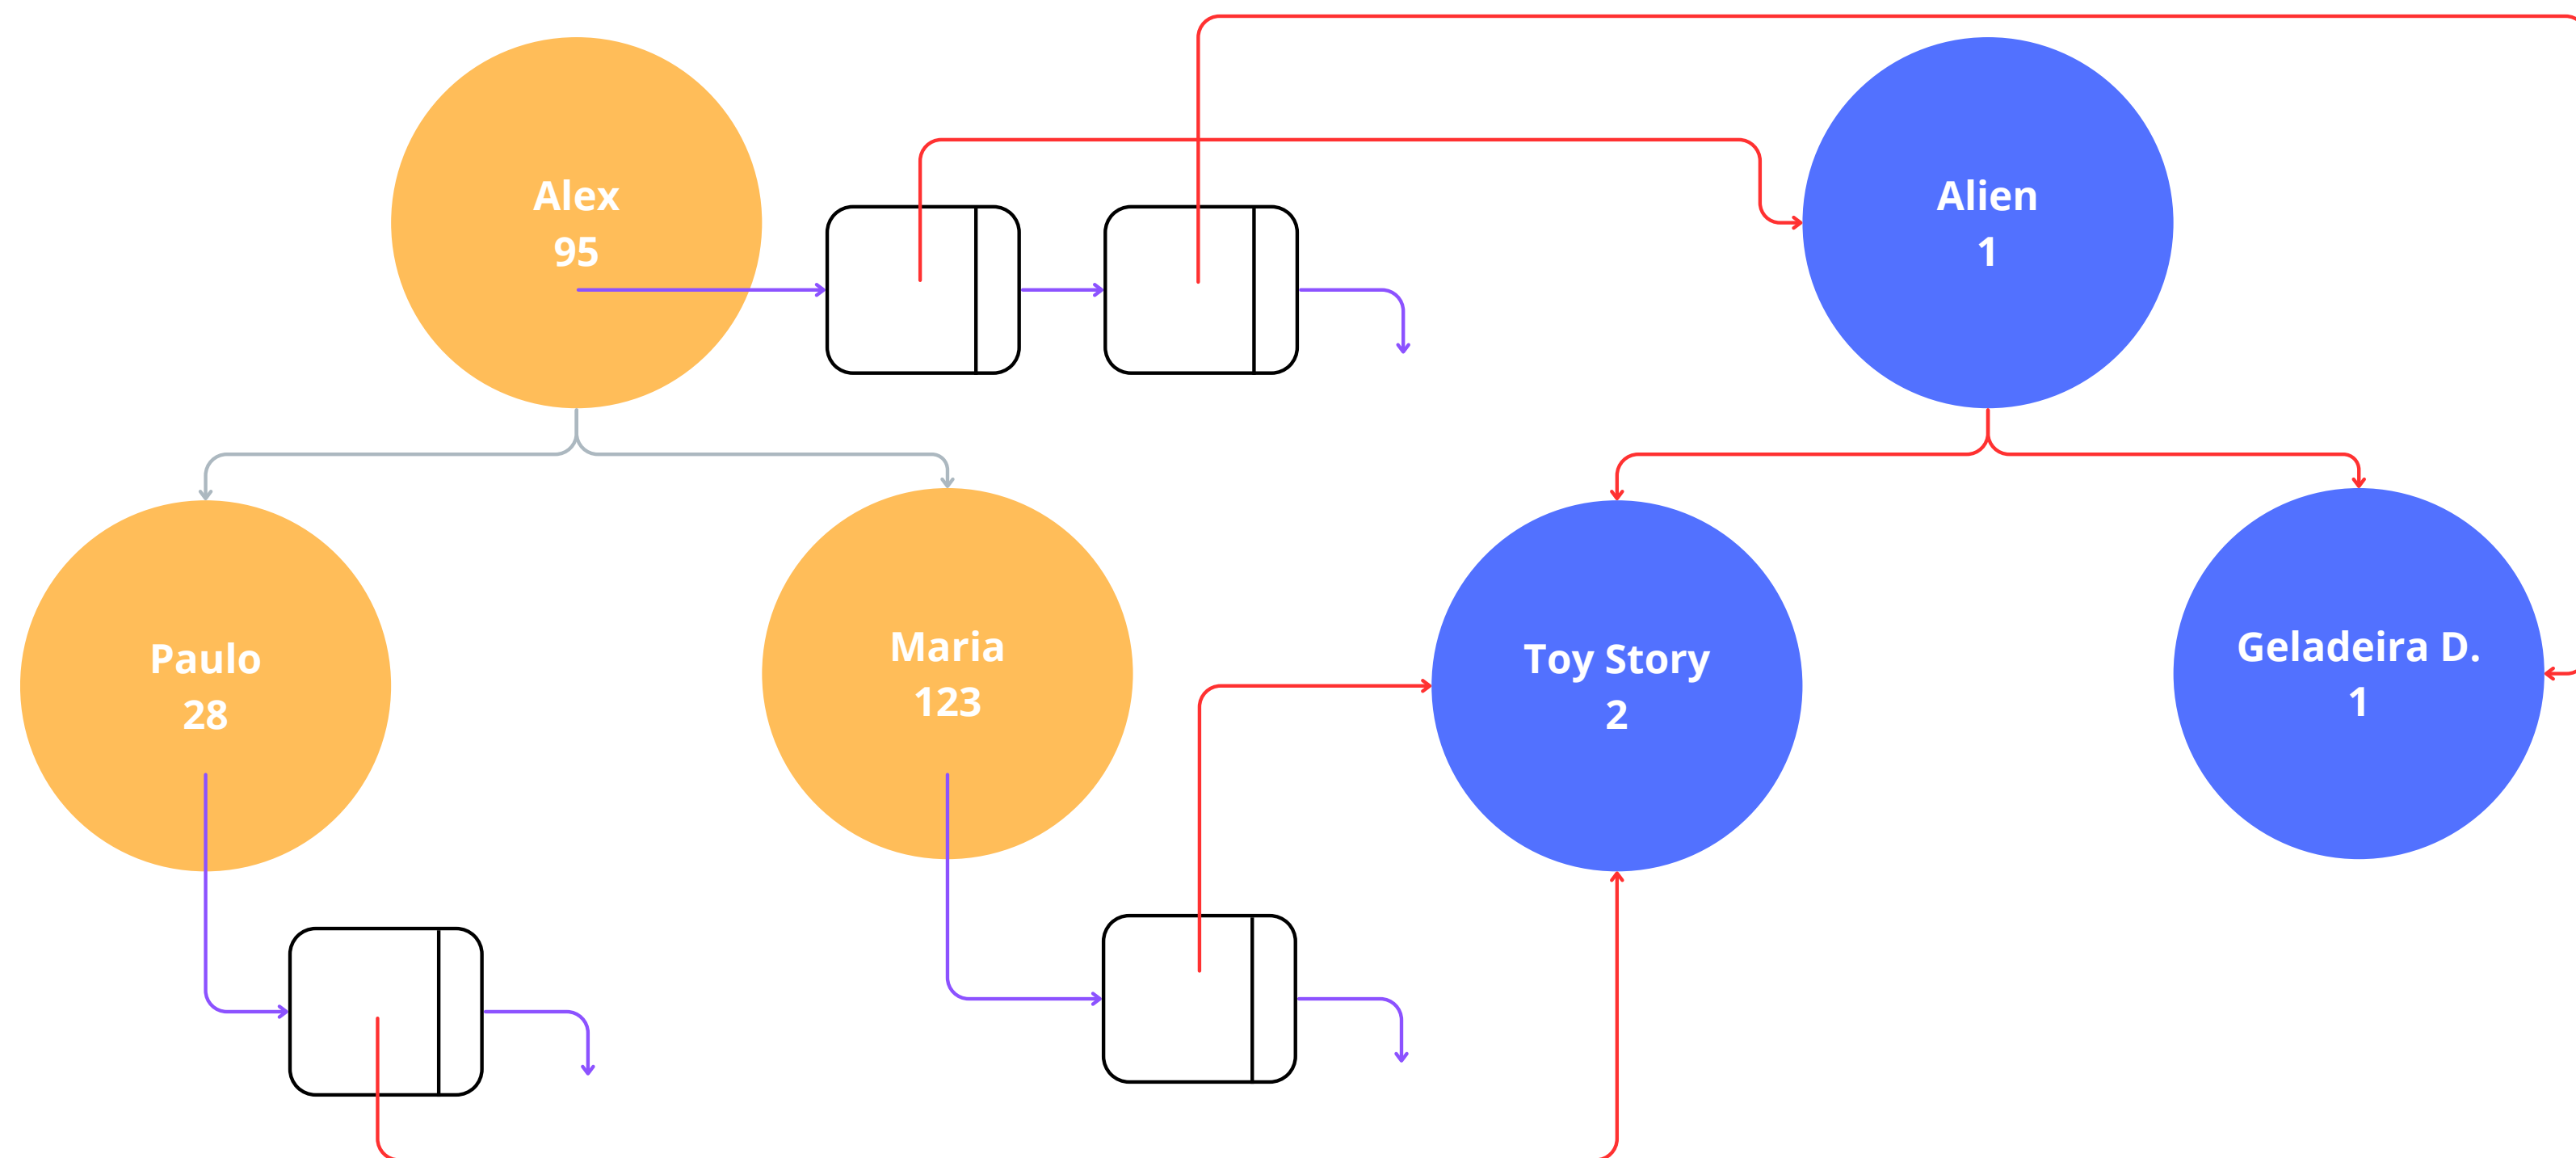 Alex
95
Alien
1
Paulo
28
Maria
123
Toy Story
2
Geladeira D.
1